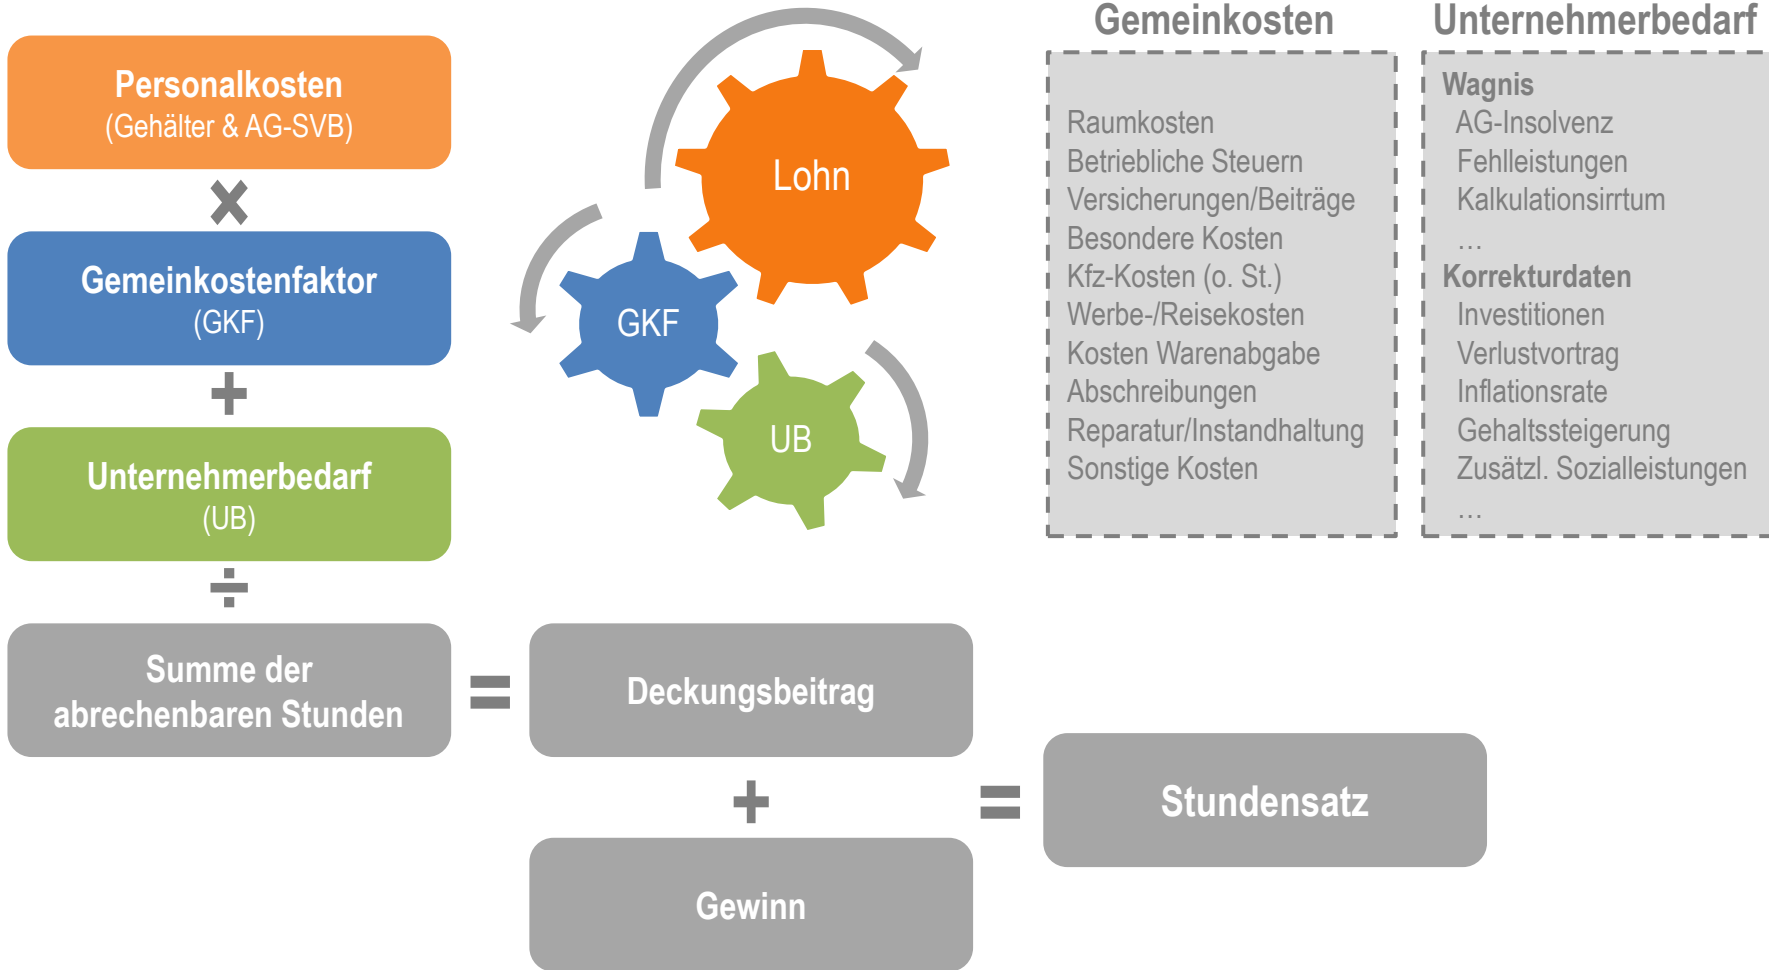 Personalkosten
(Gehälter & AG-SVB)
×
Gemeinkostenfaktor
(GKF)
+
Unternehmerbedarf
(UB)
÷
Summe der
abrechenbaren Stunden
=
Deckungsbeitrag
+
Gewinn
=
Stundensatz
Lohn
GKF
UB
Gemeinkosten
Raumkosten
Betriebliche Steuern
Versicherungen/Beiträge
Besondere Kosten
Kfz-Kosten (o. St.)
Werbe-/Reisekosten
Kosten Warenabgabe
Abschreibungen
Reparatur/Instandhaltung
Sonstige Kosten
Unternehmerbedarf
Wagnis
AG-Insolvenz
Fehlleistungen
Kalkulationsirrtum
…
Korrekturdaten
Investitionen
Verlustvortrag
Inflationsrate
Gehaltssteigerung
Zusätzl. Sozialleistungen
…